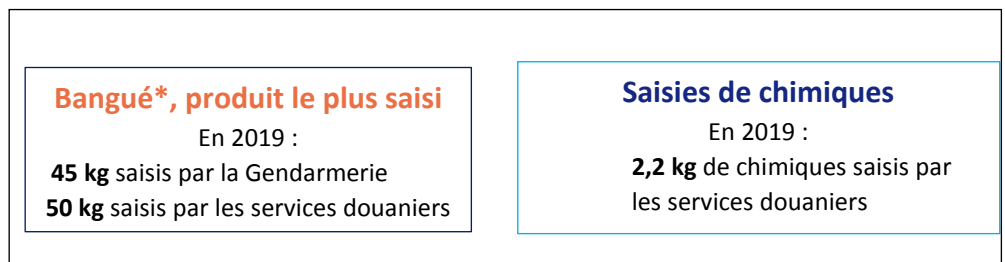 Bangué*, produit le plus saisi
En 2019 :
45 kg saisis par la Gendarmerie
50 kg saisis par les services douaniers
Saisies de chimiques
En 2019 :
2,2 kg de chimiques saisis par
les services douaniers